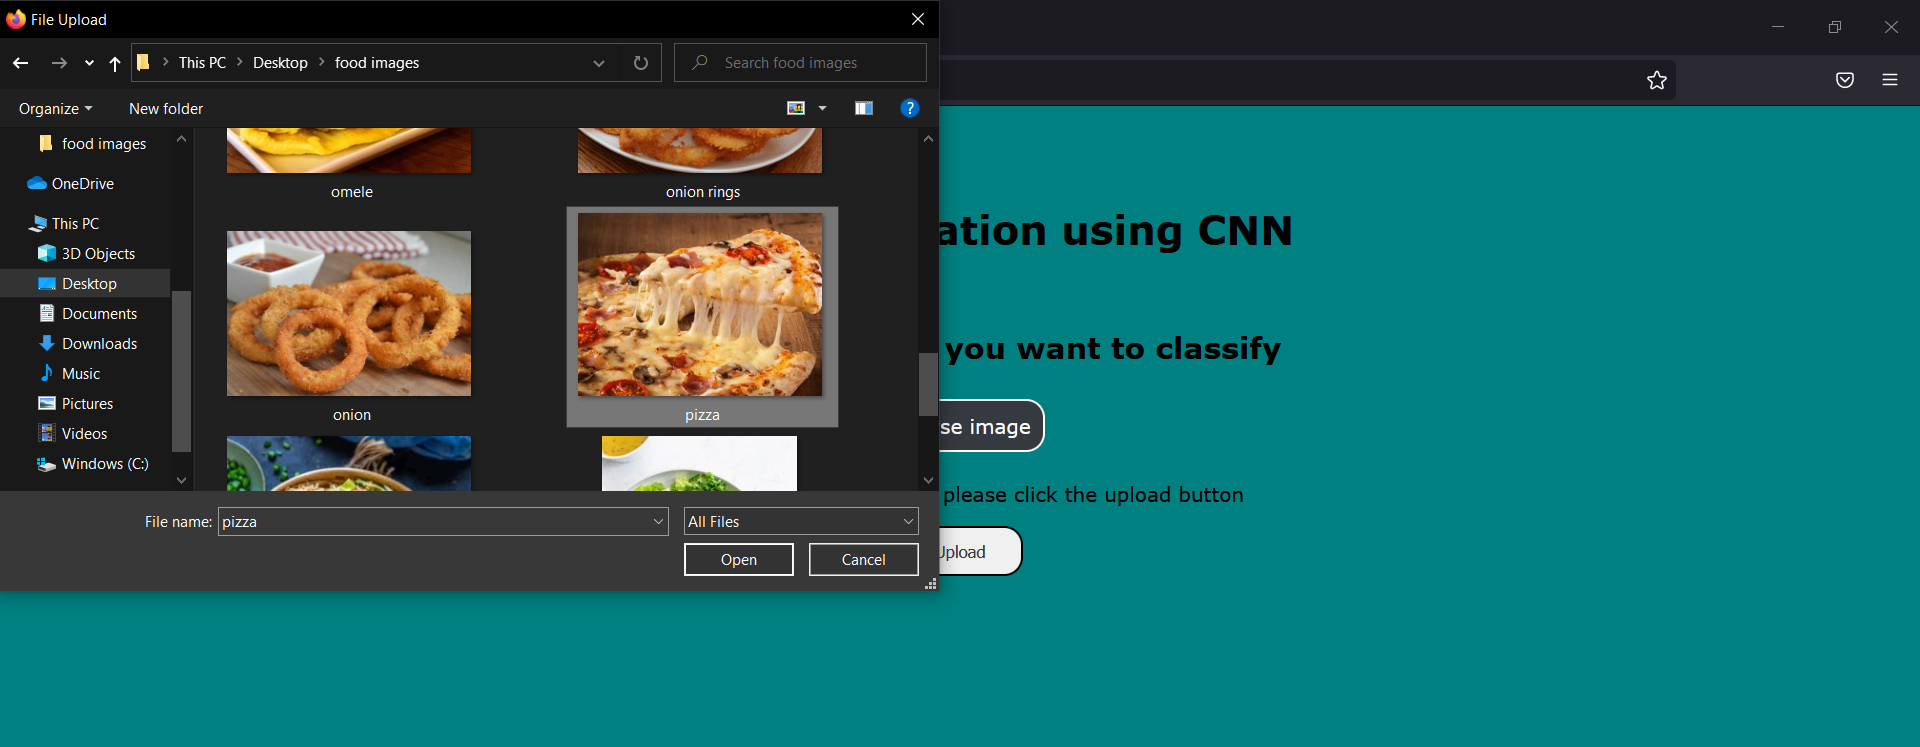 File Upload
This PC > Desktop > food images
Search food images
Organize
New folder
?
food images
OneDrive
This PC
3D Objects
Desktop
Documents
Downloads
Music
Pictures
Videos
Windows (C:)
omele
onion rings
onion
pizza
File name: pizza
All Files
Open
Cancel
ation using CNN
you want to classify
se image
please click the upload button
Upload